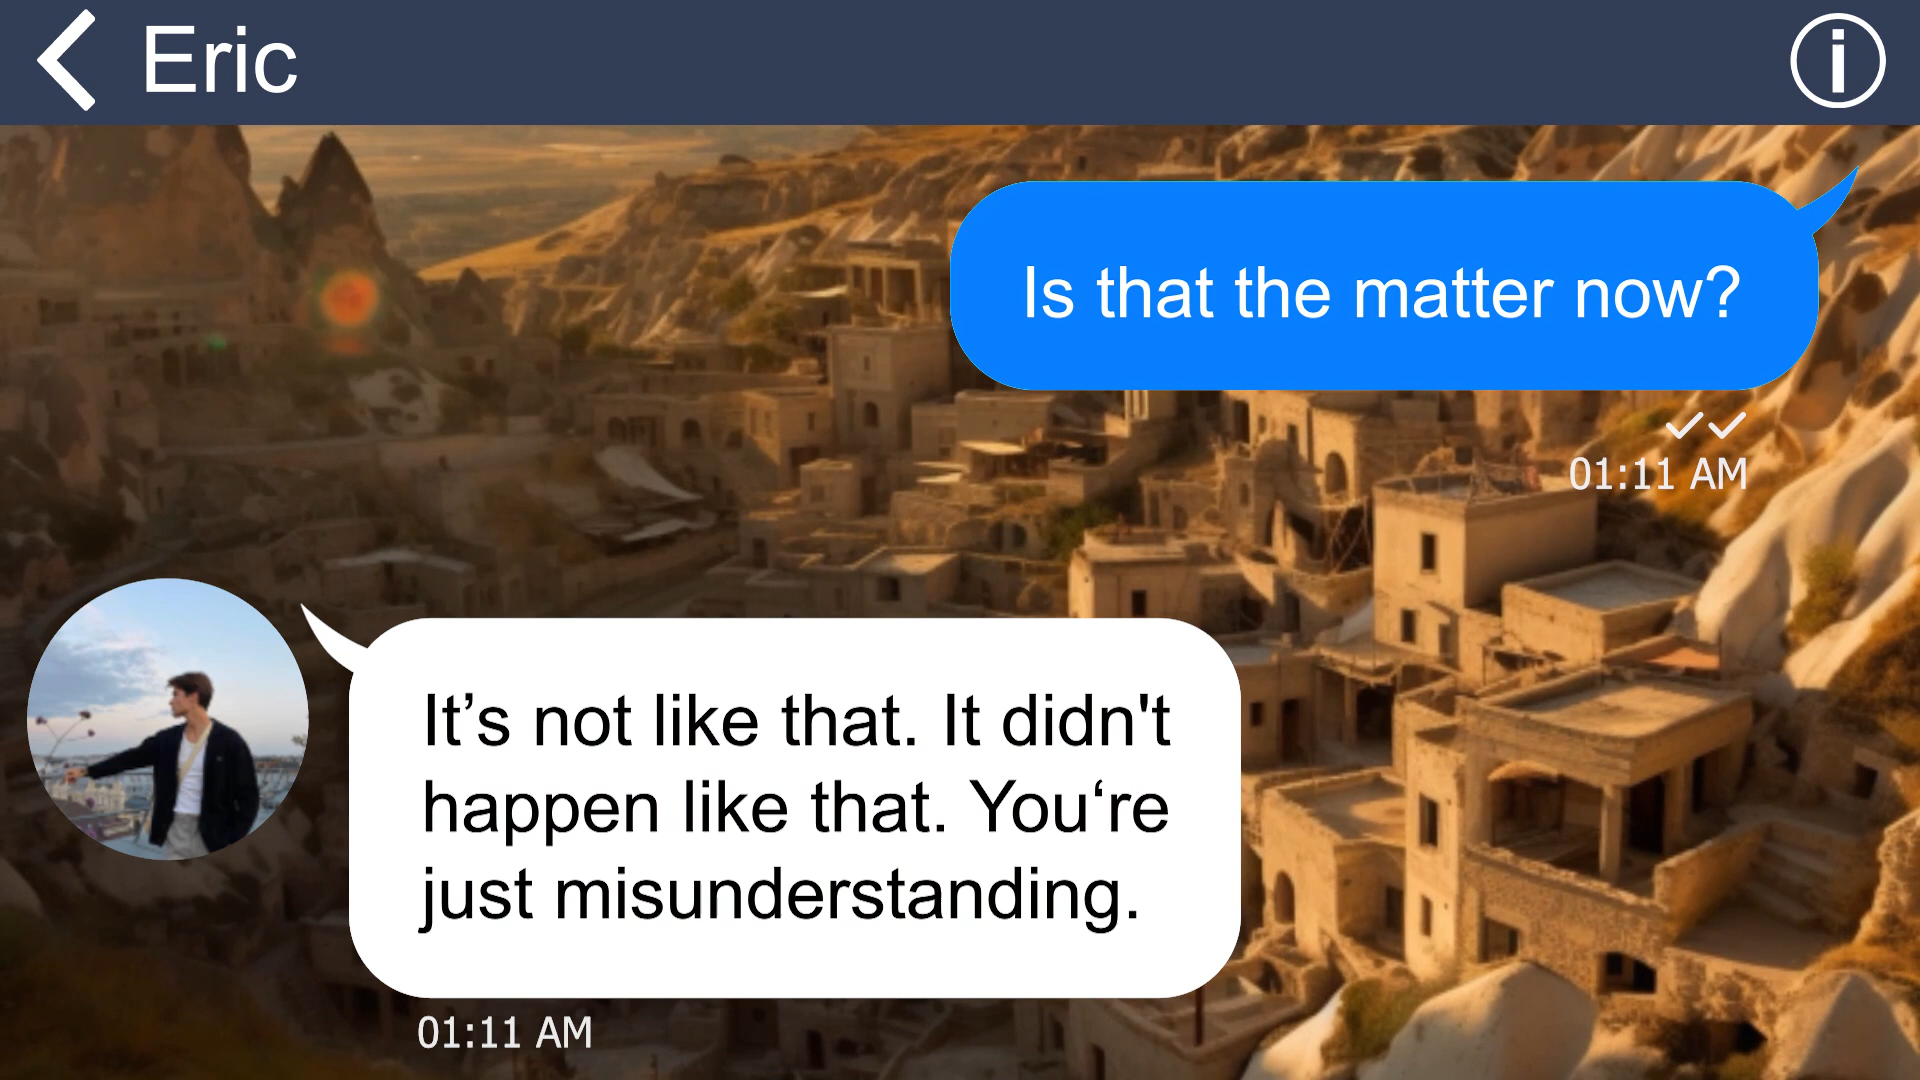 Eric
Is that the matter now?
01:11 AM
It’s not like that. It didn't
happen like that. You‘re
just misunderstanding.
01:11 AM